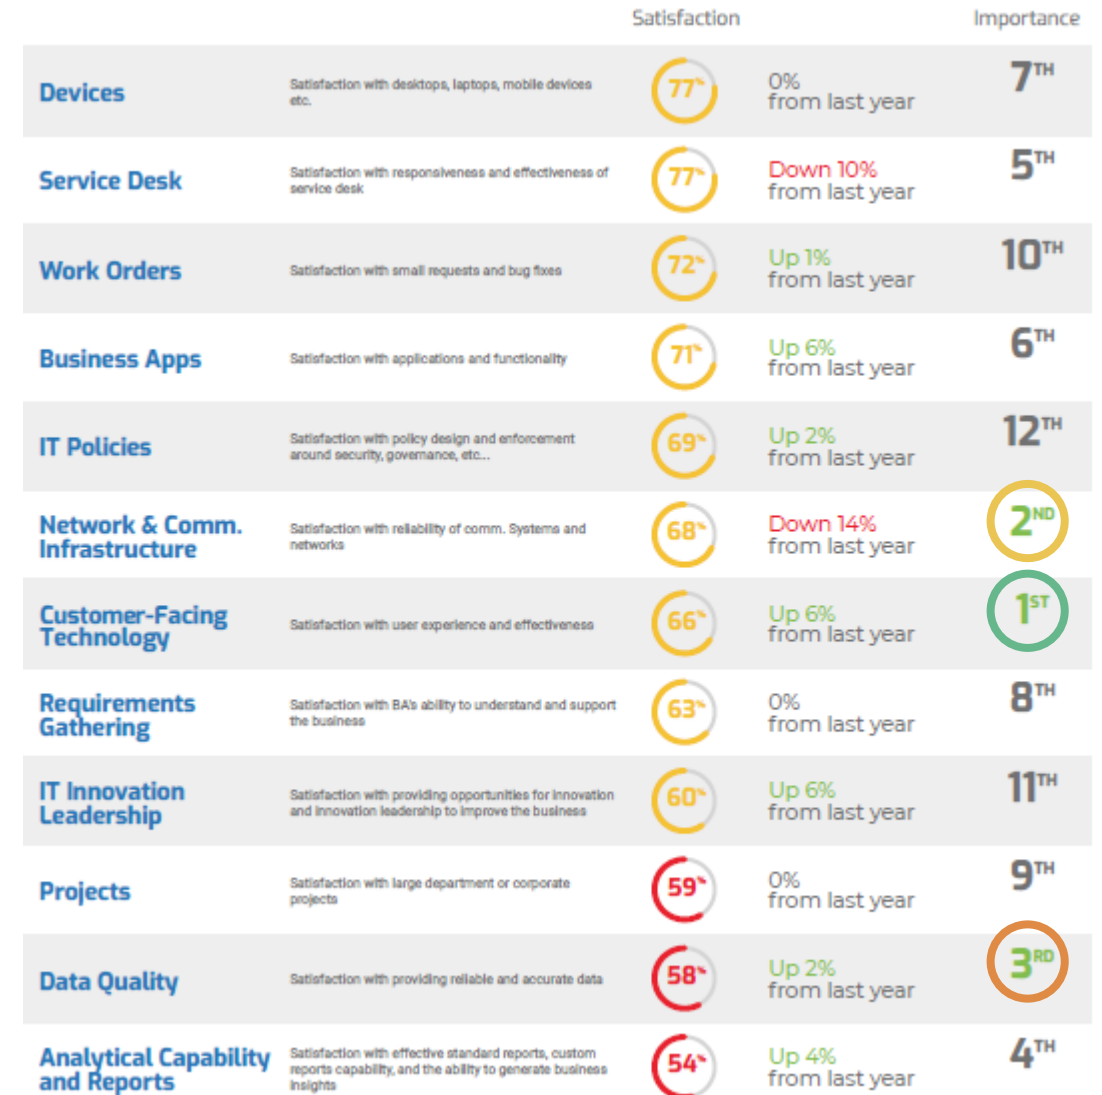 Satisfaction Importance
Devices
Satisfaction with desktops, laptops, mobile devices
etc.
77%
0%
from last year
7TH
Service Desk
Satisfaction with responsiveness and effectiveness of
service desk
77%
Down 10%
from last year
5TH
Work Orders
Satisfaction with small requests and bug fixes
72%
Up 1%
from last year
10TH
Business Apps
Satisfaction with applications and functionality
71%
Up 6%
from last year
6TH
IT Policies
Satisfaction with policy design and enforcement
around security, governance, etc...
69%
Up 2%
from last year
12TH
Network & Comm.
Infrastructure
Satisfaction with reliability of comm. Systems and
networks
68%
Down 14%
from last year
2ND
Customer-Facing
Technology
Satisfaction with user experience and effectiveness
66%
Up 6%
from last year
1ST
Requirements
Gathering
Satisfaction with BA's ability to understand and support
the business
63%
0%
from last year
8TH
IT Innovation
Leadership
Satisfaction with providing opportunities for innovation
and innovation leadership to improve the business
60%
Up 6%
from last year
11TH
Projects
Satisfaction with large department or corporate
projects
59%
0%
from last year
9TH
Data Quality
Satisfaction with providing reliable and accurate data
58%
Up 2%
from last year
3RD
Analytical Capability
and Reports
Satisfaction with effective standard reports, custom
reports capability, and the ability to generate business
insights
54%
Up 4%
from last year
4TH